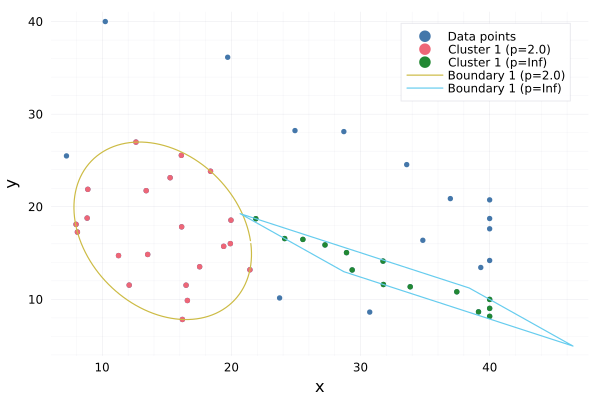 40
30
20
10
10
20
30
40
x
y
Data points
Cluster 1 (p=2.0)
Cluster 1 (p=Inf)
Boundary 1 (p=2.0)
Boundary 1 (p=Inf)